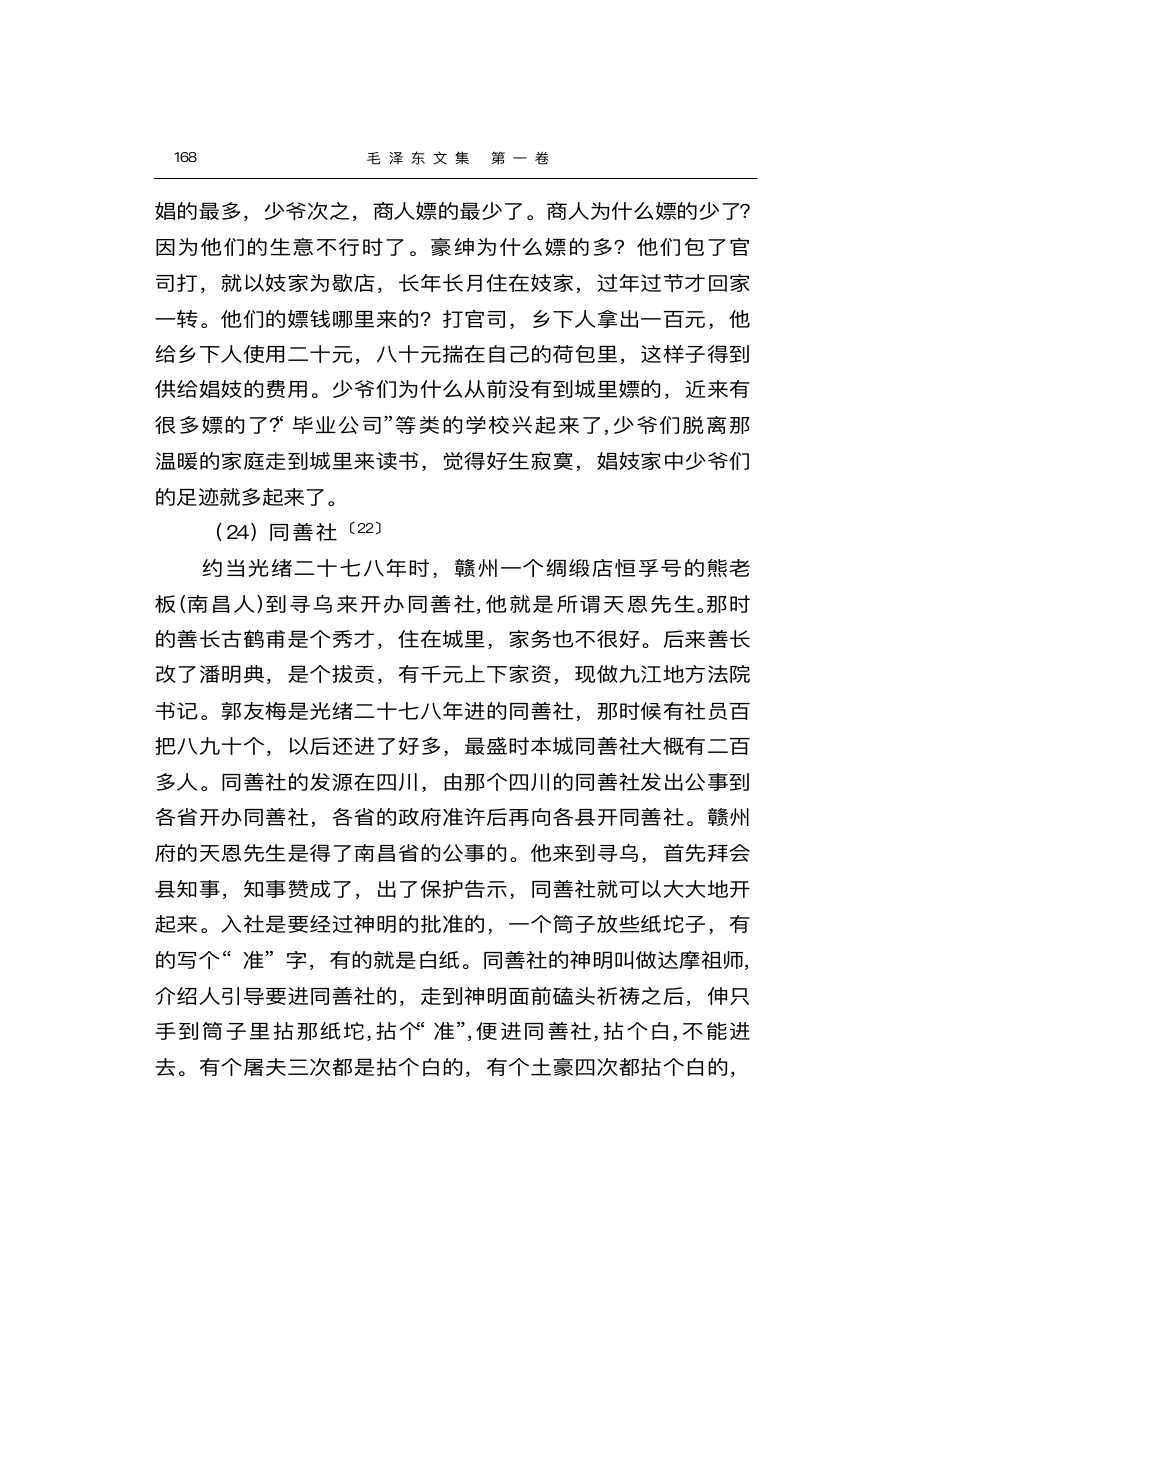 168 毛泽东文集 第一卷
娼的最多，少爷次之，商人嫖的最少了。商人为什么嫖的少了？
因为他们的生意不行时了。豪绅为什么嫖的多？他们包了官
司打，就以妓家为歇店，长年长月住在妓家，过年过节才回家
一转。他们的嫖钱哪里来的？打官司，乡下人拿出一百元，他
给乡下人使用二十元，八十元揣在自己的荷包里，这样子得到
供给娼妓的费用。少爷们为什么从前没有到城里嫖的，近来有
很多嫖的了？“毕业公司”等类的学校兴起来了，少爷们脱离那
温暖的家庭走到城里来读书，觉得好生寂寞，娼妓家中少爷们
的足迹就多起来了。
（24）同善社〔22〕
约当光绪二十七八年时，赣州一个绸缎店恒孚号的熊老
板（南昌人）到寻乌来开办同善社，他就是所谓天恩先生。那时
的善长古鹤甫是个秀才，住在城里，家务也不很好。后来善长
改了潘明典，是个拔贡，有千元上下家资，现做九江地方法院
书记。郭友梅是光绪二十七八年进的同善社，那时候有社员百
把八九十个，以后还进了好多，最盛时本城同善社大概有二百
多人。同善社的发源在四川，由那个四川的同善社发出公事到
各省开办同善社，各省的政府准许后再向各县开同善社。赣州
府的天恩先生是得了南昌省的公事的。他来到寻乌，首先拜会
县知事，知事赞成了，出了保护告示，同善社就可以大大地开
起来。入社是要经过神明的批准的，一个筒子放些纸坨子，有
的写个“准”字，有的就是白纸。同善社的神明叫做达摩祖师，
介绍人引导要进同善社的，走到神明面前磕头祈祷之后，伸只
手到筒子里拈那纸坨，拈个“准”，便进同善社，拈个白，不能进
去。有个屠夫三次都是拈个白的，有个土豪四次都拈个白的，